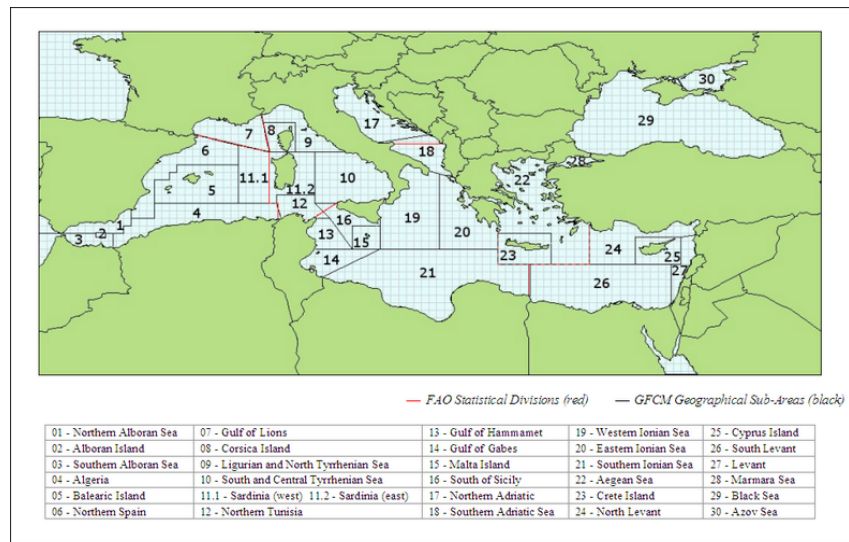 30
29
17
8
7
9
18
28
6
22
10
11.1
11.2
5
12
4
16
19
1
20
13
2
3
15
24
23
25
14
27
21
26
FAO Statistical Divisions (red)
GFCM Geographical Sub-Areas (black)
01 - Northern Alboran Sea
02 - Alboran Island
03 - Southern Alboran Sea
04 - Algeria
05 - Balearic Island
06 - Northern Spain
07 - Gulf of Lions
08 - Corsica Island
09 - Ligurian and North Tyrrhenian Sea
10 - South and Central Tyrrhenian Sea
11.1 - Sardinia (west) 11.2 - Sardinia (east)
12 - Northern Tunisia
13 - Gulf of Hammamet
14 - Gulf of Gabes
15 - Malta Island
16 - South of Sicily
17 - Northern Adriatic
18 - Southern Adriatic Sea
19 - Western Ionian Sea
20 - Eastern Ionian Sea
21 - Southern Ionian Sea
22 - Aegean Sea
23 - Crete Island
24 - North Levant
25 - Cyprus Island
26 - South Levant
27 - Levant
28 - Marmara Sea
29 - Black Sea
30 - Azov Sea